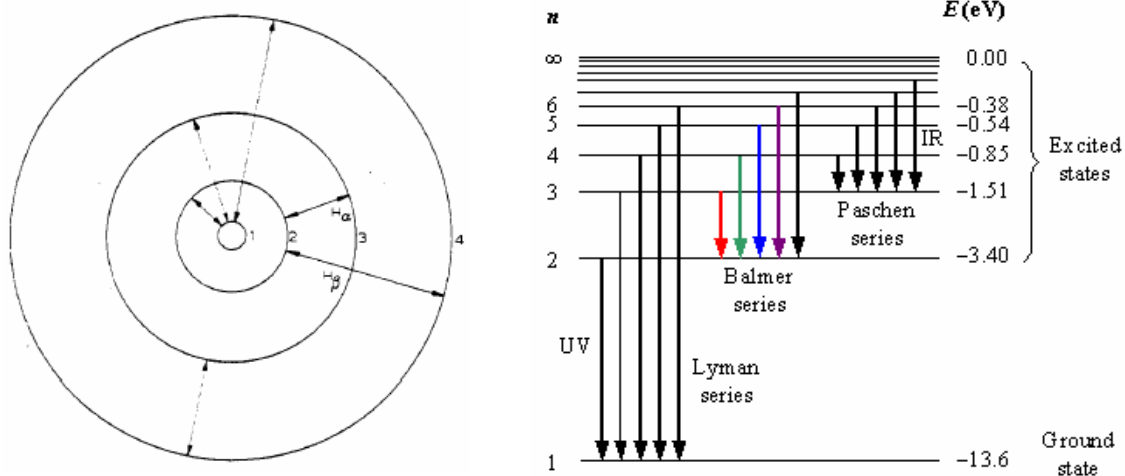 1
2
3
4
Hα
Hβ
n
E (eV)
∞
0.00
6
−0.38
5
−0.54
IR
4
−0.85
Excited
states
3
−1.51
Paschen
series
2
−3.40
Balmer
series
UV
Lyman
series
1
−13.6
Ground
state